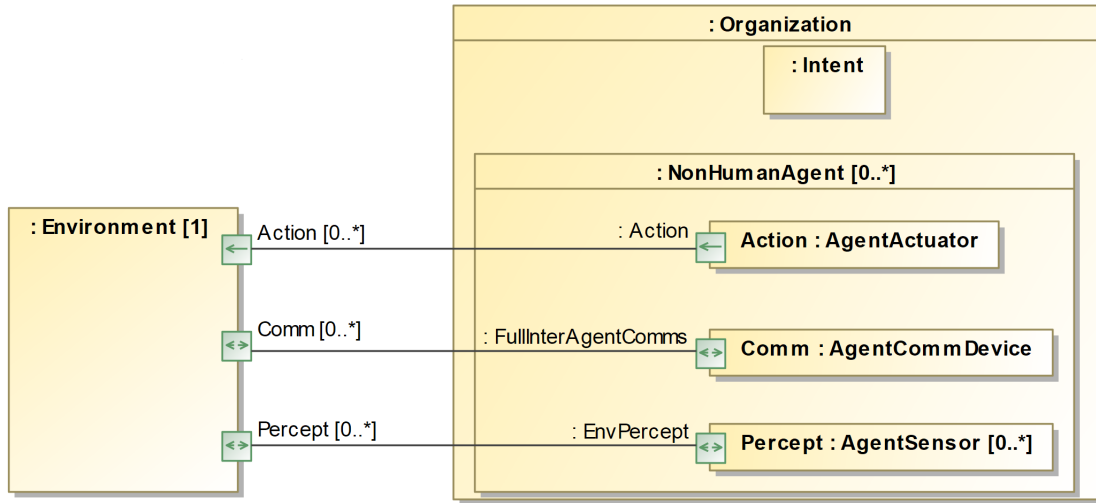 : Organization
: Intent
: NonHumanAgent [0..*]
: Environment [1]
Action [0..*]
: Action
Action : AgentActuator
Comm [0..*]
: FullInterAgentComms
Comm : AgentCommDevice
Percept [0..*]
: EnvPercept
Percept : AgentSensor [0..*]